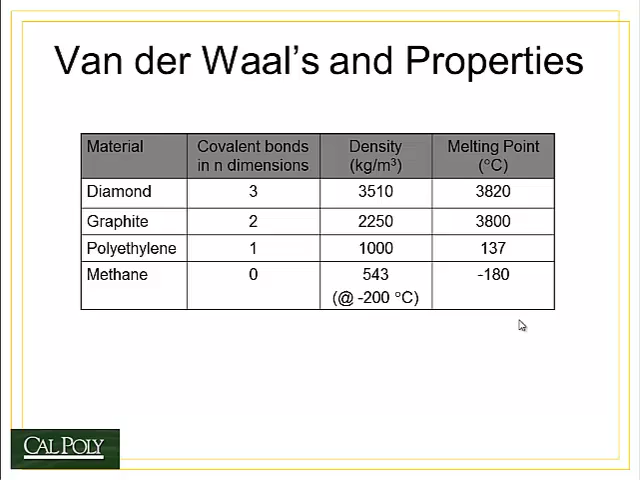 Van der Waal's and Properties
Material Covalent bonds in n dimensions Density (kg/m³) Melting Point (°C)
Diamond 3 3510 3820
Graphite 2 2250 3800
Polyethylene 1 1000 137
Methane 0 543 (@ -200 °C) -180
CAL POLY